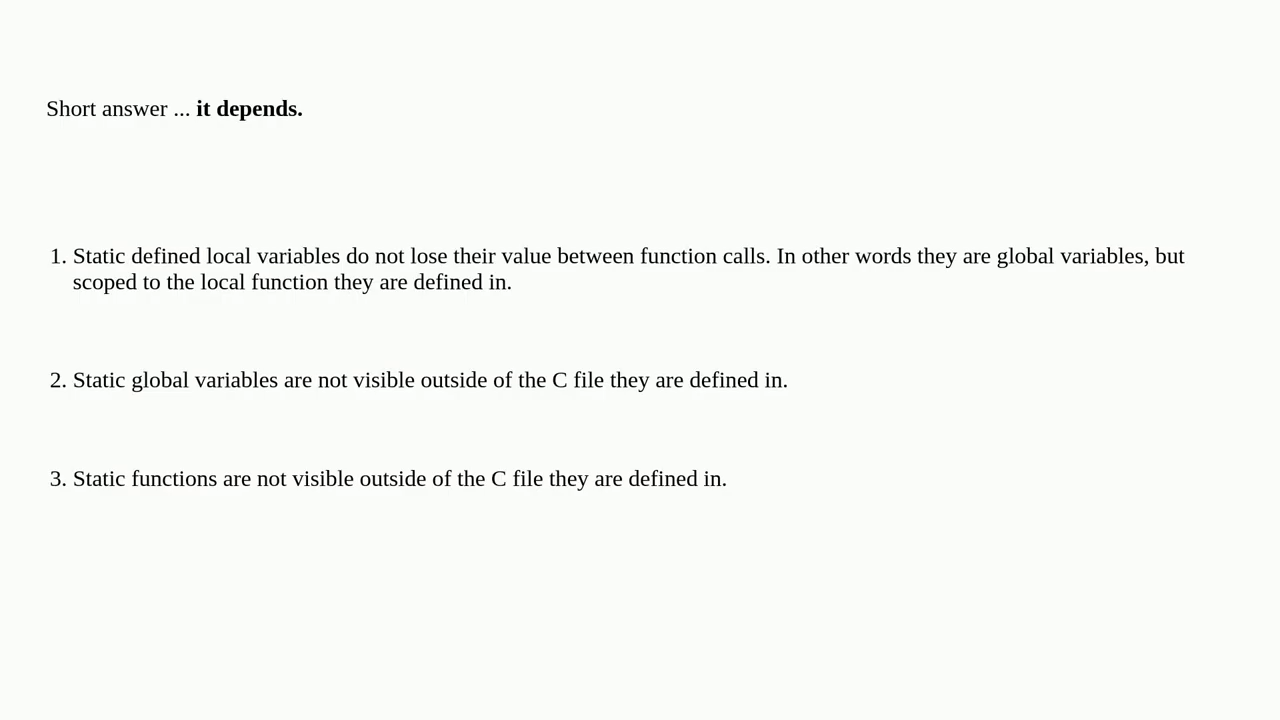 Short answer ... it depends.
1. Static defined local variables do not lose their value between function calls. In other words they are global variables, but
scoped to the local function they are defined in.
2. Static global variables are not visible outside of the C file they are defined in.
3. Static functions are not visible outside of the C file they are defined in.